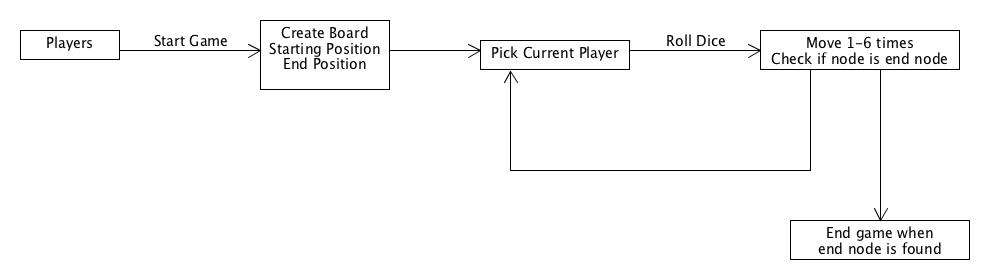 Players
Start Game
Create Board
Starting Position
End Position
Pick Current Player
Roll Dice
Move 1-6 times
Check if node is end node
End game when
end node is found